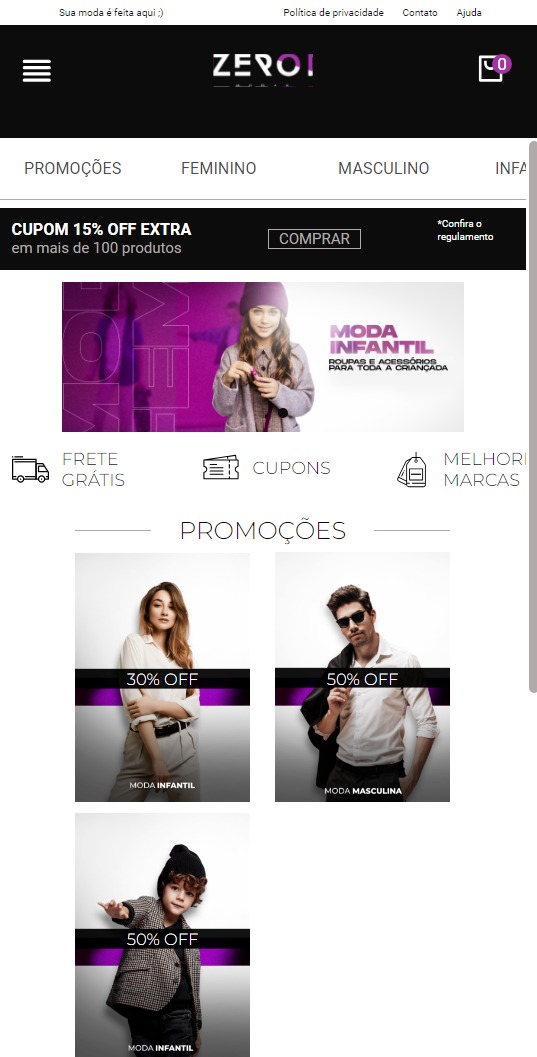 Sua moda é feita aqui ;)
Política de privacidade
Contato
Ajuda
ZERO!
0
PROMOÇÕES
FEMININO
MASCULINO
INFA
CUPOM 15% OFF EXTRA
em mais de 100 produtos
COMPRAR
*Confira o
regulamento
MODA
INFANTIL
ROUPAS E ACESSÓRIOS
PARA TODA A CRIANÇADA
FRETE
GRÁTIS
CUPONS
MELHOR
MARCAS
PROMOÇÕES
30% OFF
MODA INFANTIL
50% OFF
MODA MASCULINA
50% OFF
MODA INFANTIL